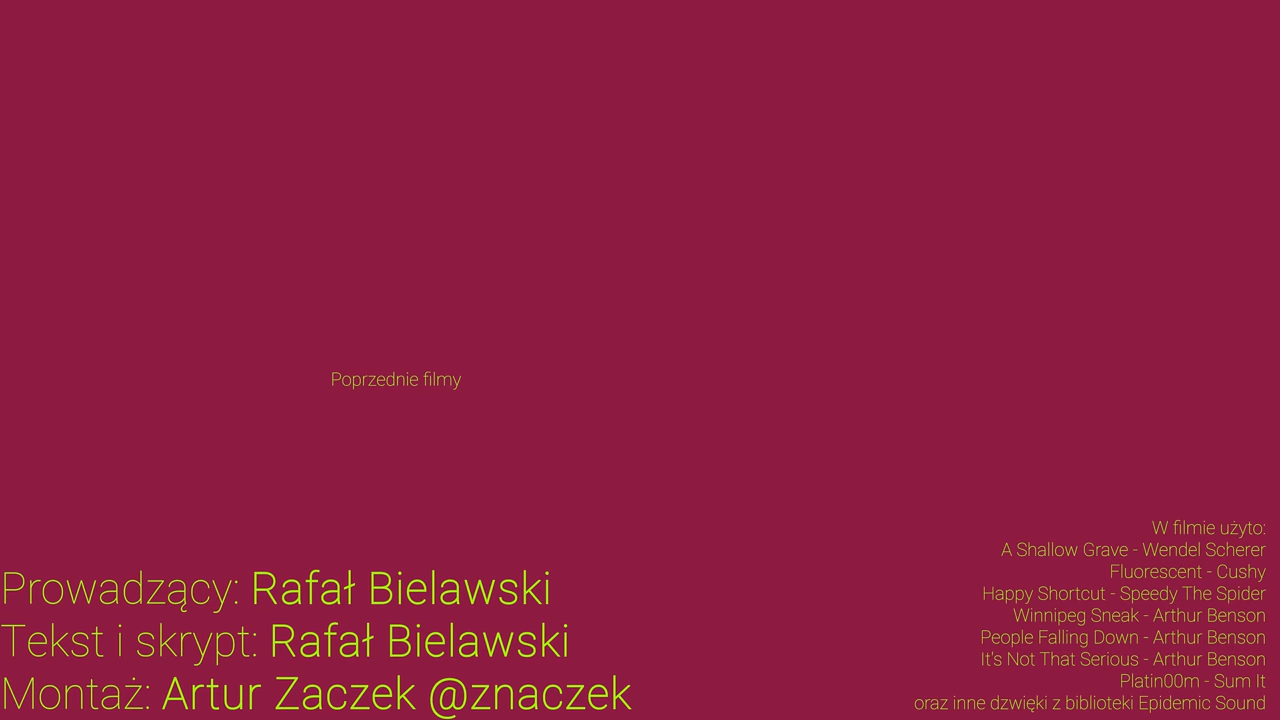 Poprzednie filmy
Prowadzący: Rafał Bielawski
Tekst i skrypt: Rafał Bielawski
Montaż: Artur Zaczek @znaczek
W filmie użyto:
A Shallow Grave - Wendel Scherer
Fluorescent - Cushy
Happy Shortcut - Speedy The Spider
Winnipeg Sneak - Arthur Benson
People Falling Down - Arthur Benson
It's Not That Serious - Arthur Benson
Platin00m - Sum It
oraz inne dzwięki z biblioteki Epidemic Sound